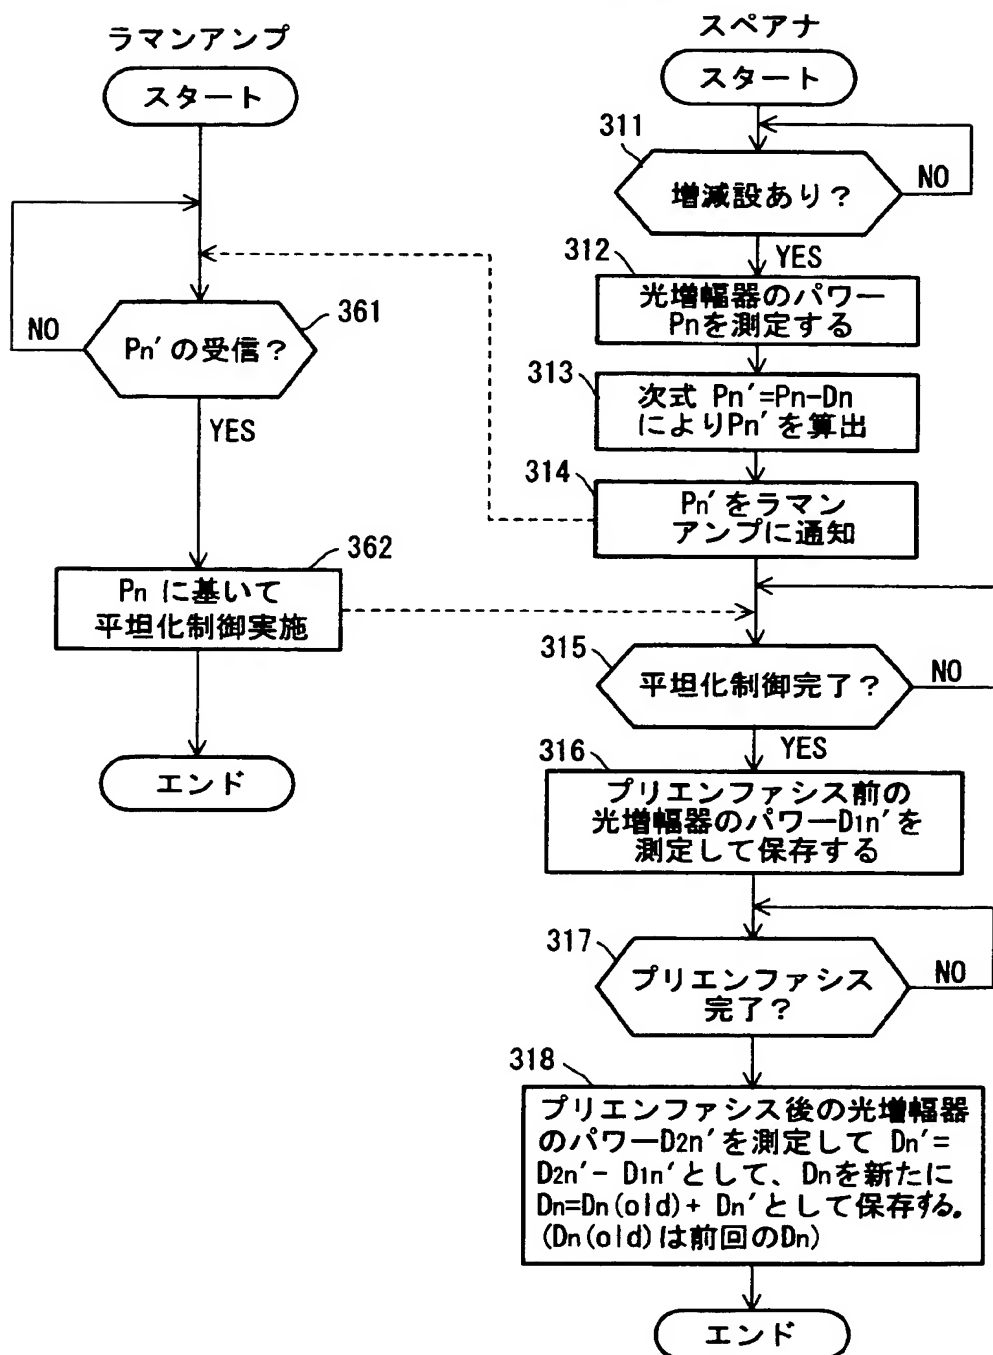 ラマンアンプ
スタート
NO
361
Pn'の受信?
YES
362
Pn に基いて
平坦化制御実施
エンド
スペアナ
スタート
311
増減設あり?
NO
YES
312
光増幅器のパワー
Pnを測定する
313
次式 Pn'=Pn-Dn
によりPn'を算出
314
Pn'をラマン
アンプに通知
315
平坦化制御完了?
NO
YES
316
プリエンファシス前の
光増幅器のパワーD1n'を
測定して保存する
317
プリエンファシス
完了?
NO
318
プリエンファシス後の光増幅器
のパワーD2n'を測定して Dn'=
D2n'- D1n'として、Dnを新たに
Dn=Dn(old)+ Dn'として保存する。
(Dn(old)は前回のDn)
エンド